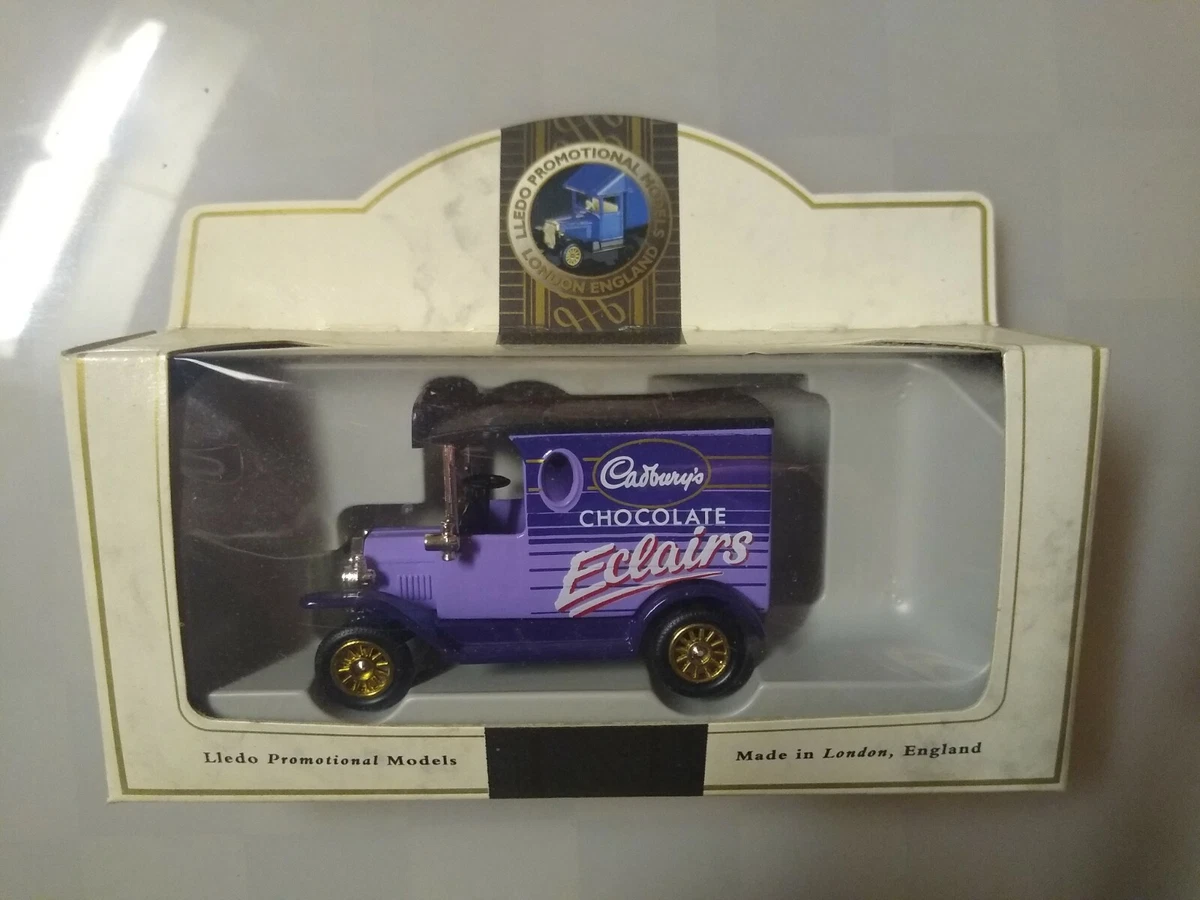 LLEDO PROMOTIONAL MODELS
LONDON ENGLAND
Cadbury's
CHOCOLATE
Eclairs
Lledo Promotional Models
Made in London, England